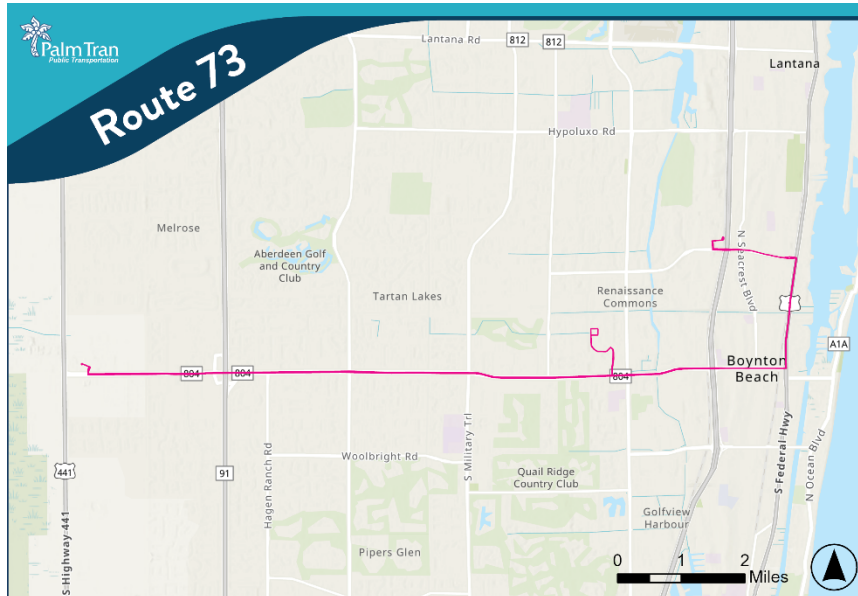 Palm Tran
Public Transportation
Route 73
Lantana Rd
812
812
Lantana
Hypoluxo Rd
Melrose
Aberdeen Golf
and Country
Club
Tartan Lakes
Renaissance
Commons
N Seacrest Blvd
1
A1A
804
804
804
Boynton
Beach
441
91
Hagen Ranch Rd
Woolbright Rd
S Military Trl
Quail Ridge
Country Club
S Federal Hwy
N Ocean Blvd
Golfview
Harbour
S Highway 441
Pipers Glen
0 1 2
Miles